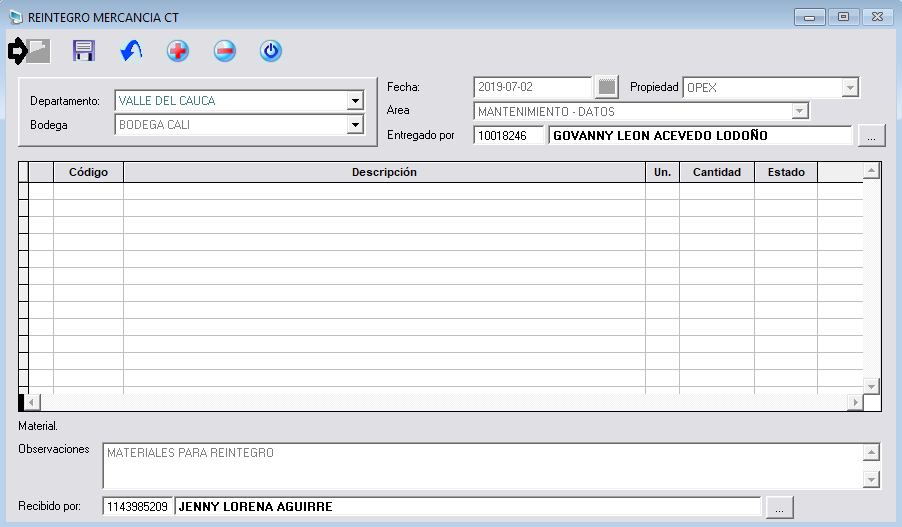 REINTEGRO MERCANCIA CT
Departamento: VALLE DEL CAUCA
Bodega BODEGA CALI
Fecha: 2019-07-02 Propiedad OPEX
Area MANTENIMIENTO - DATOS
Entregado por 10018246 GOVANNY LEON ACEVEDO LODOÑO ...
Código Descripción Un. Cantidad Estado
Material.
Observaciones MATERIALES PARA REINTEGRO
Recibido por: 1143985209 JENNY LORENA AGUIRRE ...